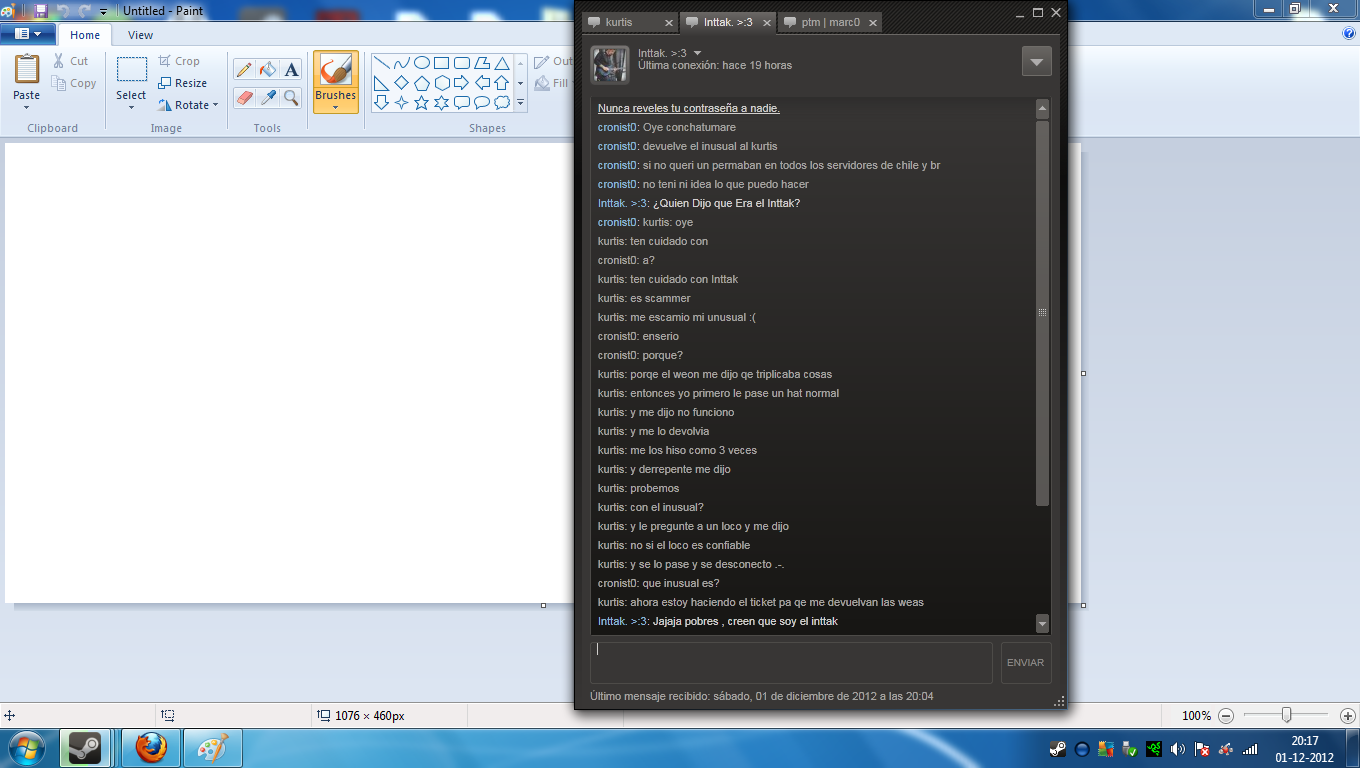 Untitled - Paint
Home
View
Paste
Cut
Copy
Clipboard
Select
Crop
Resize
Rotate
Image
Tools
Brushes
Shapes
Out
Fill
kurtis
Inttak. >:3
ptm | marc0
Inttak. >:3
Última conexión: hace 19 horas
Nunca reveles tu contraseña a nadie.
cronist0: Oye conchatumare
cronist0: devuelve el inusual al kurtis
cronist0: si no queri un permaban en todos los servidores de chile y br
cronist0: no teni ni idea lo que puedo hacer
Inttak. >:3: ¿Quien Dijo que Era el Inttak?
cronist0: kurtis: oye
kurtis: ten cuidado con
cronist0: a?
kurtis: ten cuidado con Inttak
kurtis: es scammer
kurtis: me escamio mi unusual :(
cronist0: enserio
cronist0: porque?
kurtis: porqe el weon me dijo qe triplicaba cosas
kurtis: entonces yo primero le pase un hat normal
kurtis: y me dijo no funciono
kurtis: y me lo devolvia
kurtis: me los hiso como 3 veces
kurtis: y derrepente me dijo
kurtis: probemos
kurtis: con el inusual?
kurtis: y le pregunte a un loco y me dijo
kurtis: no si el loco es confiable
kurtis: y se lo pase y se desconecto .-.
cronist0: que inusual es?
kurtis: ahora estoy haciendo el ticket pa qe me devuelvan las weas
Inttak. >:3: Jajaja pobres , creen que soy el inttak
ENVIAR
Último mensaje recibido: sábado, 01 de diciembre de 2012 a las 20:04
1076 × 460px
100%
20:17
01-12-2012